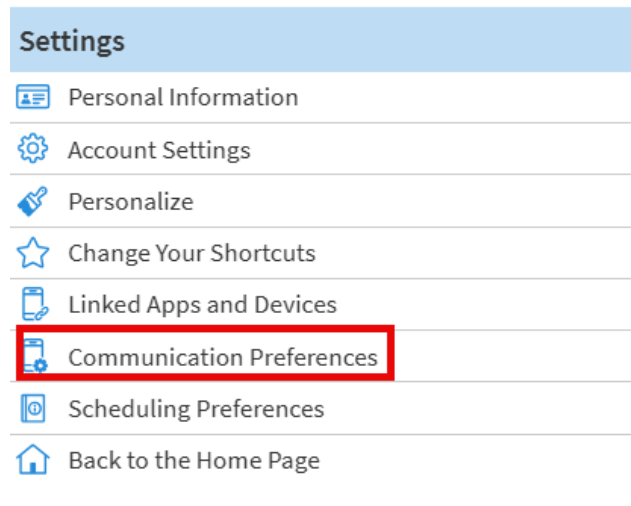 Settings
Personal Information
Account Settings
Personalize
Change Your Shortcuts
Linked Apps and Devices
Communication Preferences
Scheduling Preferences
Back to the Home Page